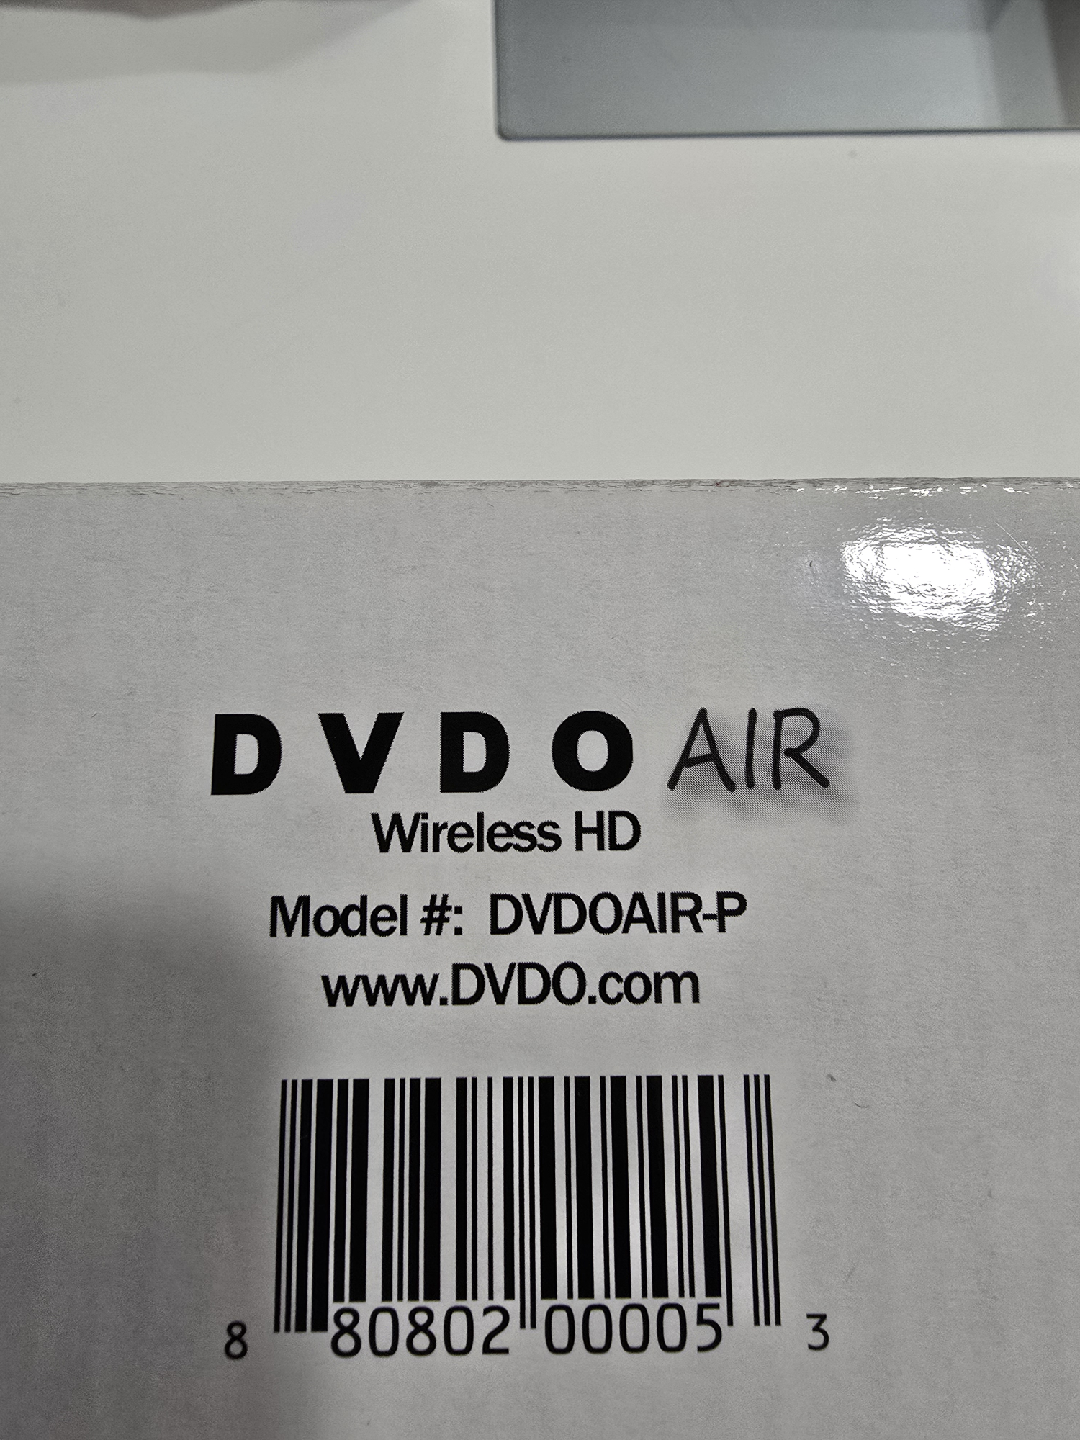 DVDO AIR
Wireless HD
Model #: DVDOAIR-P
www.DVDO.com
8 80802 00005 3